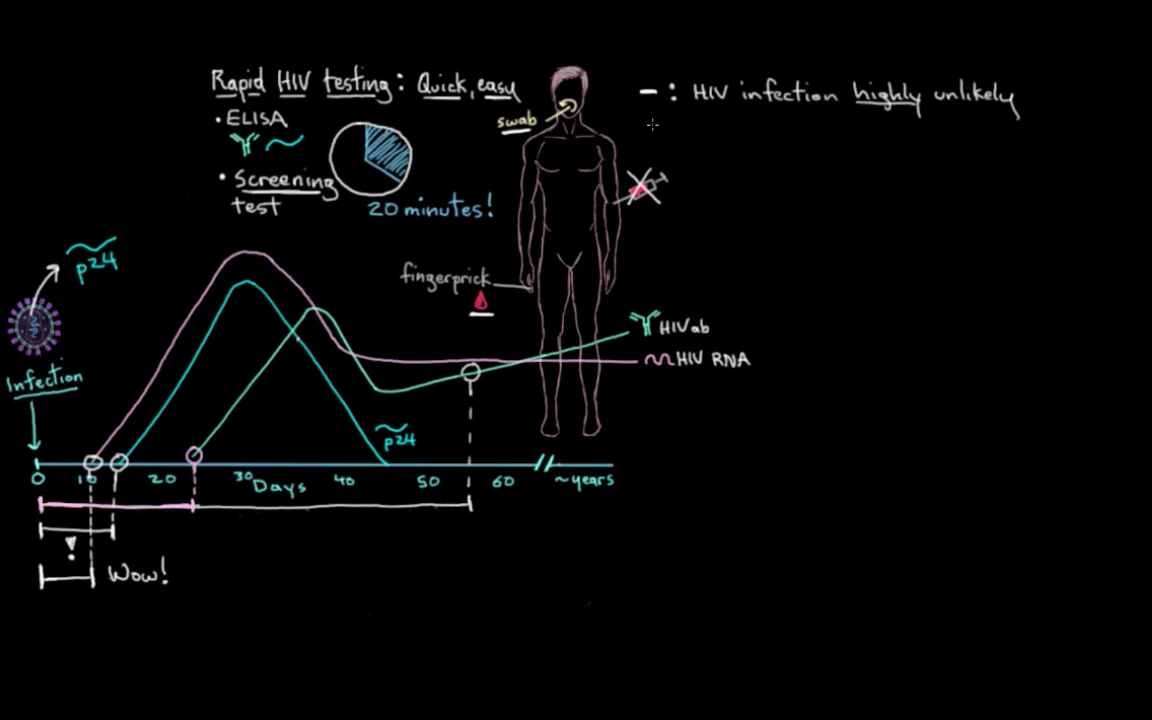 Rapid HIV testing: Quick, easy
• ELISA
• Screening
test
20 minutes!
swab
fingerprick
- : HIV infection highly unlikely
p24
Infection
HIVab
HIV RNA
p24
0 10 20 30 Days 40 50 60 ~years
!
Wow!